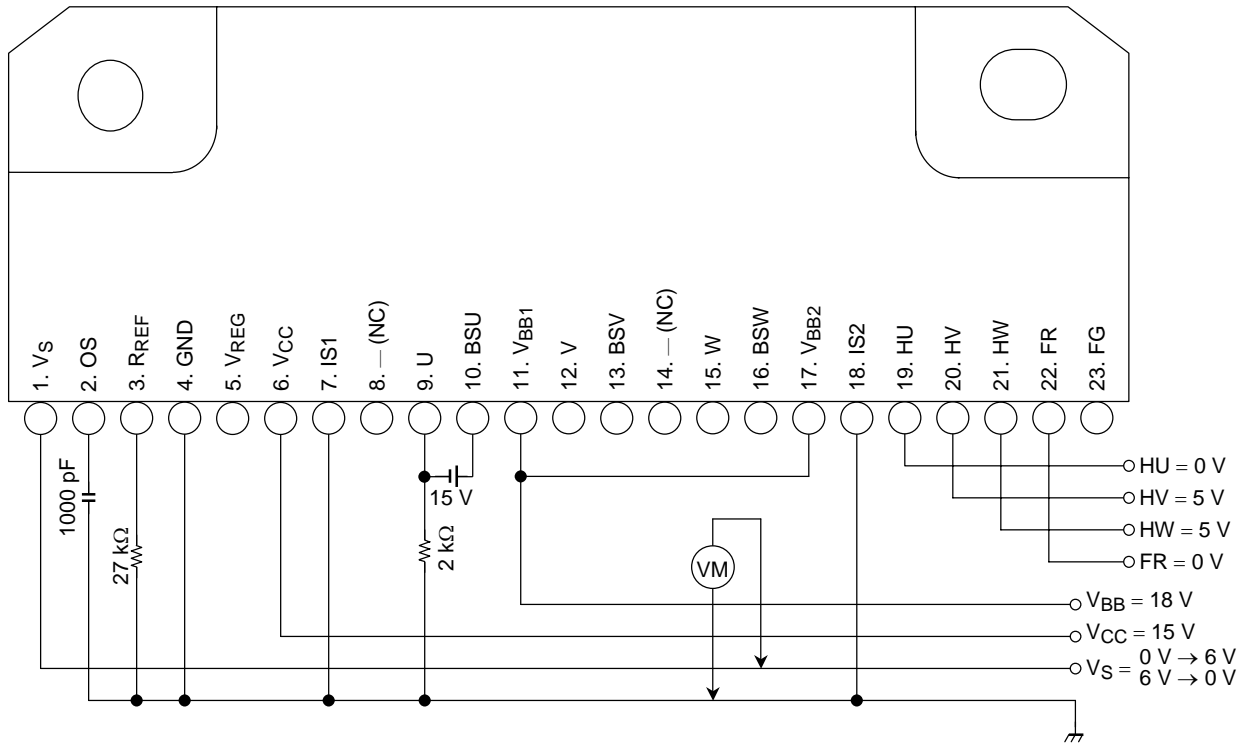 1. VS
2. OS
3. RREF
4. GND
5. VREG
6. VCC
7. IS1
8. — (NC)
9. U
10. BSU
11. VBB1
12. V
13. BSV
14. — (NC)
15. W
16. BSW
17. VBB2
18. IS2
19. HU
20. HV
21. HW
22. FR
23. FG
1000 pF
27 kΩ
15 V
2 kΩ
VM
HU = 0 V
HV = 5 V
HW = 5 V
FR = 0 V
VBB = 18 V
VCC = 15 V
VS = 0 V → 6 V
6 V → 0 V